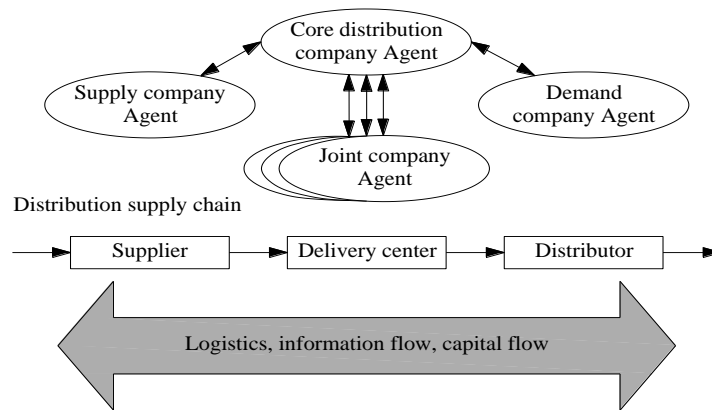 Core distribution
company Agent
Supply company
Agent
Demand
company Agent
Joint company
Agent
Distribution supply chain
Supplier
Delivery center
Distributor
Logistics, information flow, capital flow